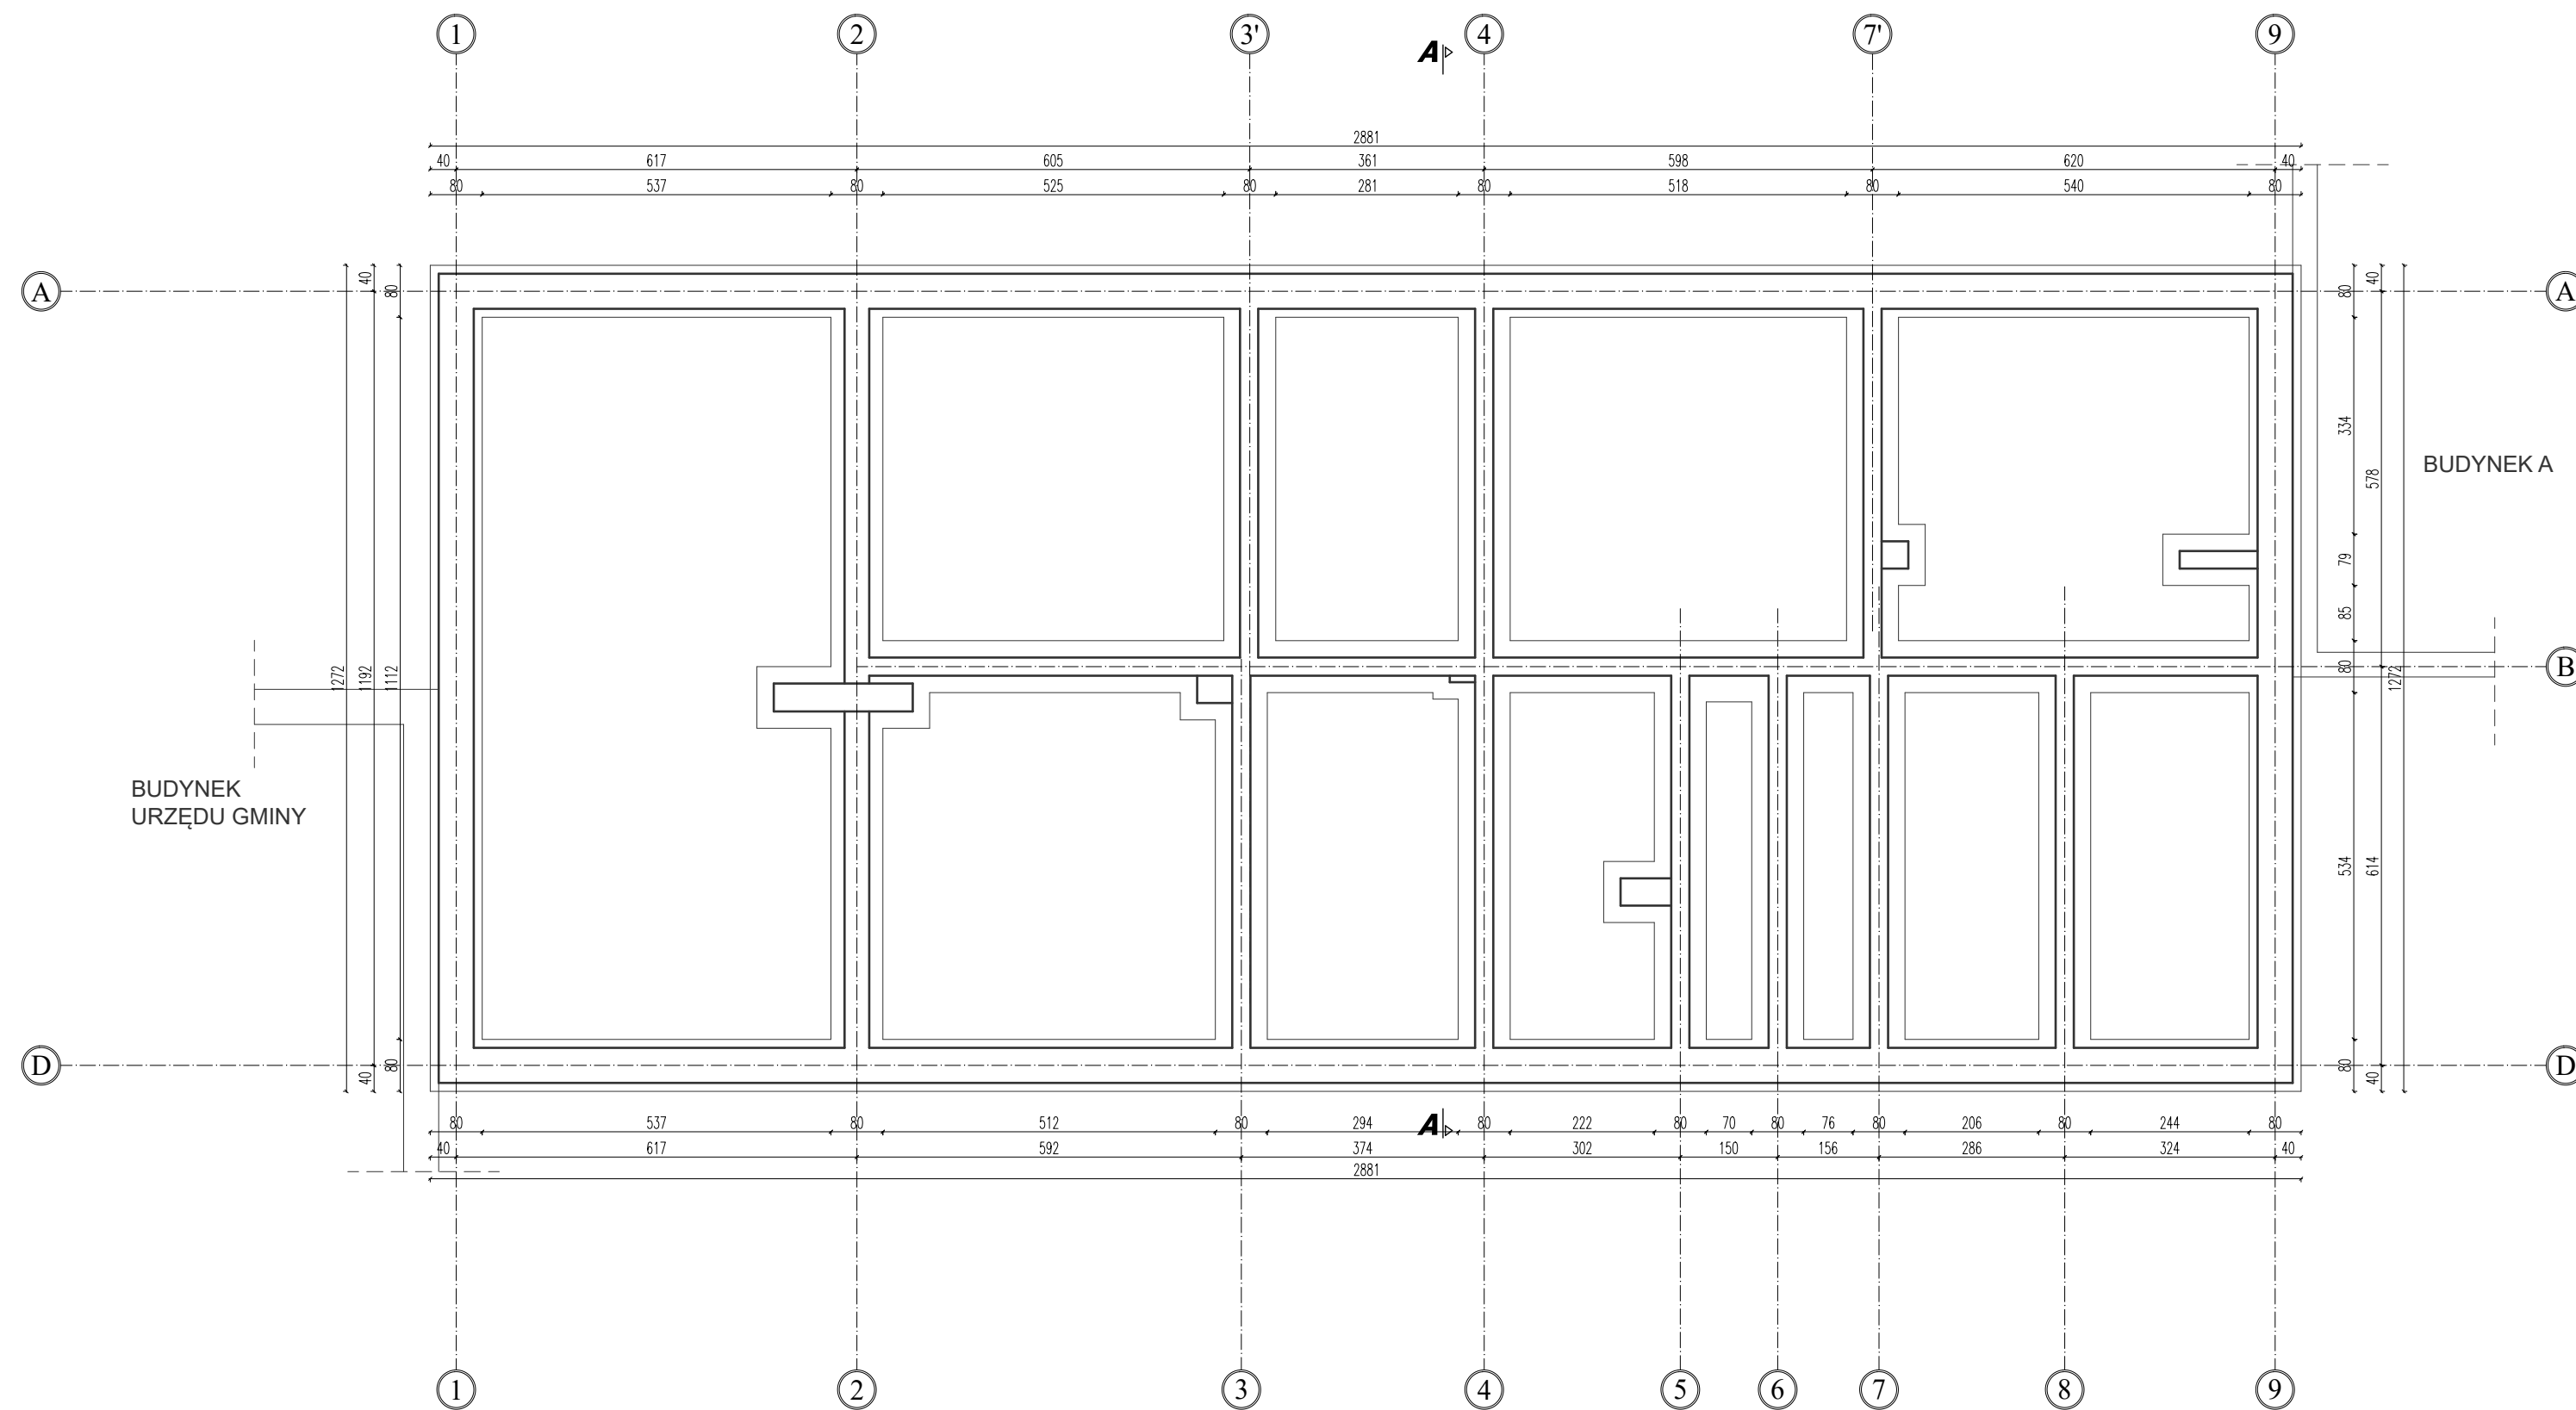 1 2 3' 4 7' 9
A
2881
40 617 605 361 598 620 40
80 537 80 525 80 281 80 518 80 540 80
A A
B
D D
40 1192 40
80 1112 80
1272
80 334 79 85 80 534 80
40 578 614 40
1272
BUDYNEK A
BUDYNEK
URZĘDU GMINY
A
80 537 80 512 80 294 80 222 80 70 80 76 80 206 80 244 80
40 617 592 374 302 150 156 286 324 40
2881
1 2 3 4 5 6 7 8 9